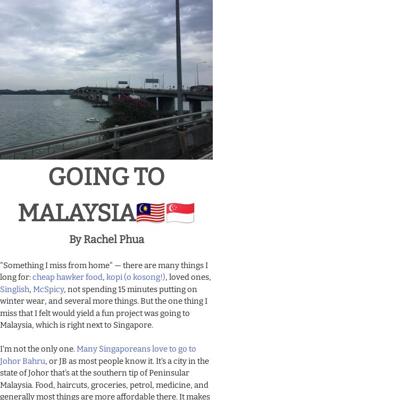 GOING TO
MALAYSIA🇲🇾🇸🇬
By Rachel Phua
"Something I miss from home" — there are many things I
long for: cheap hawker food, kopi (o kosong!), loved ones,
Singlish, McSpicy, not spending 15 minutes putting on
winter wear, and several more things. But the one thing I
miss that I felt would yield a fun project was going to
Malaysia, which is right next to Singapore.
I'm not the only one. Many Singaporeans love to go to
Johor Bahru, or JB as most people know it. It's a city in the
state of Johor that's at the southern tip of Peninsular
Malaysia. Food, haircuts, groceries, petrol, medicine, and
generally most things are more affordable there. It makes